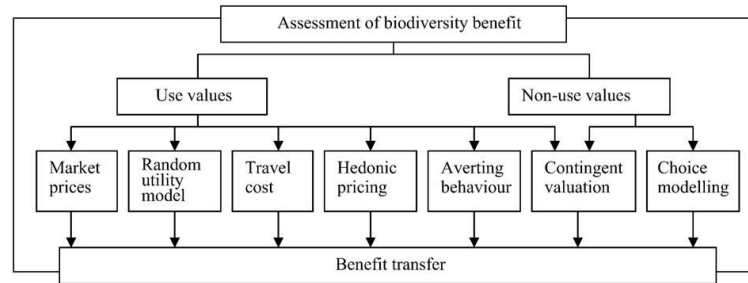 Assessment of biodiversity benefit
Use values
Non-use values
Market
prices
Random
utility
model
Travel
cost
Hedonic
pricing
Averting
behaviour
Contingent
valuation
Choice
modelling
Benefit transfer